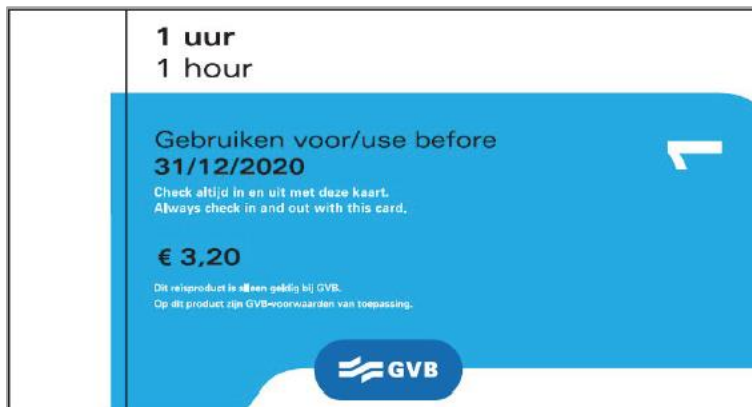 1 uur
1 hour
Gebruiken voor/use before
31/12/2020
Check altijd in en uit met deze kaart.
Always check in and out with this card.
€ 3,20
Dit reisproduct is alleen geldig bij GVB.
Op dit product zijn GVB-voorwaarden van toepassing.
1
GVB